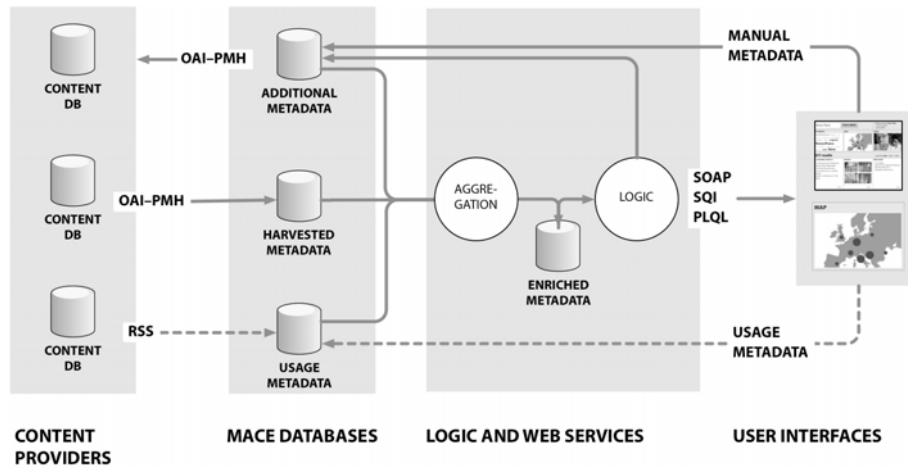 MANUAL
METADATA
OAI–PMH
CONTENT
DB
ADDITIONAL
METADATA
SOAP
SQI
PLQL
AGGRE-
GATION
LOGIC
OAI–PMH
CONTENT
DB
HARVESTED
METADATA
MAP
ENRICHED
METADATA
RSS
CONTENT
DB
USAGE
METADATA
USAGE
METADATA
CONTENT
PROVIDERS
MACE DATABASES
LOGIC AND WEB SERVICES
USER INTERFACES